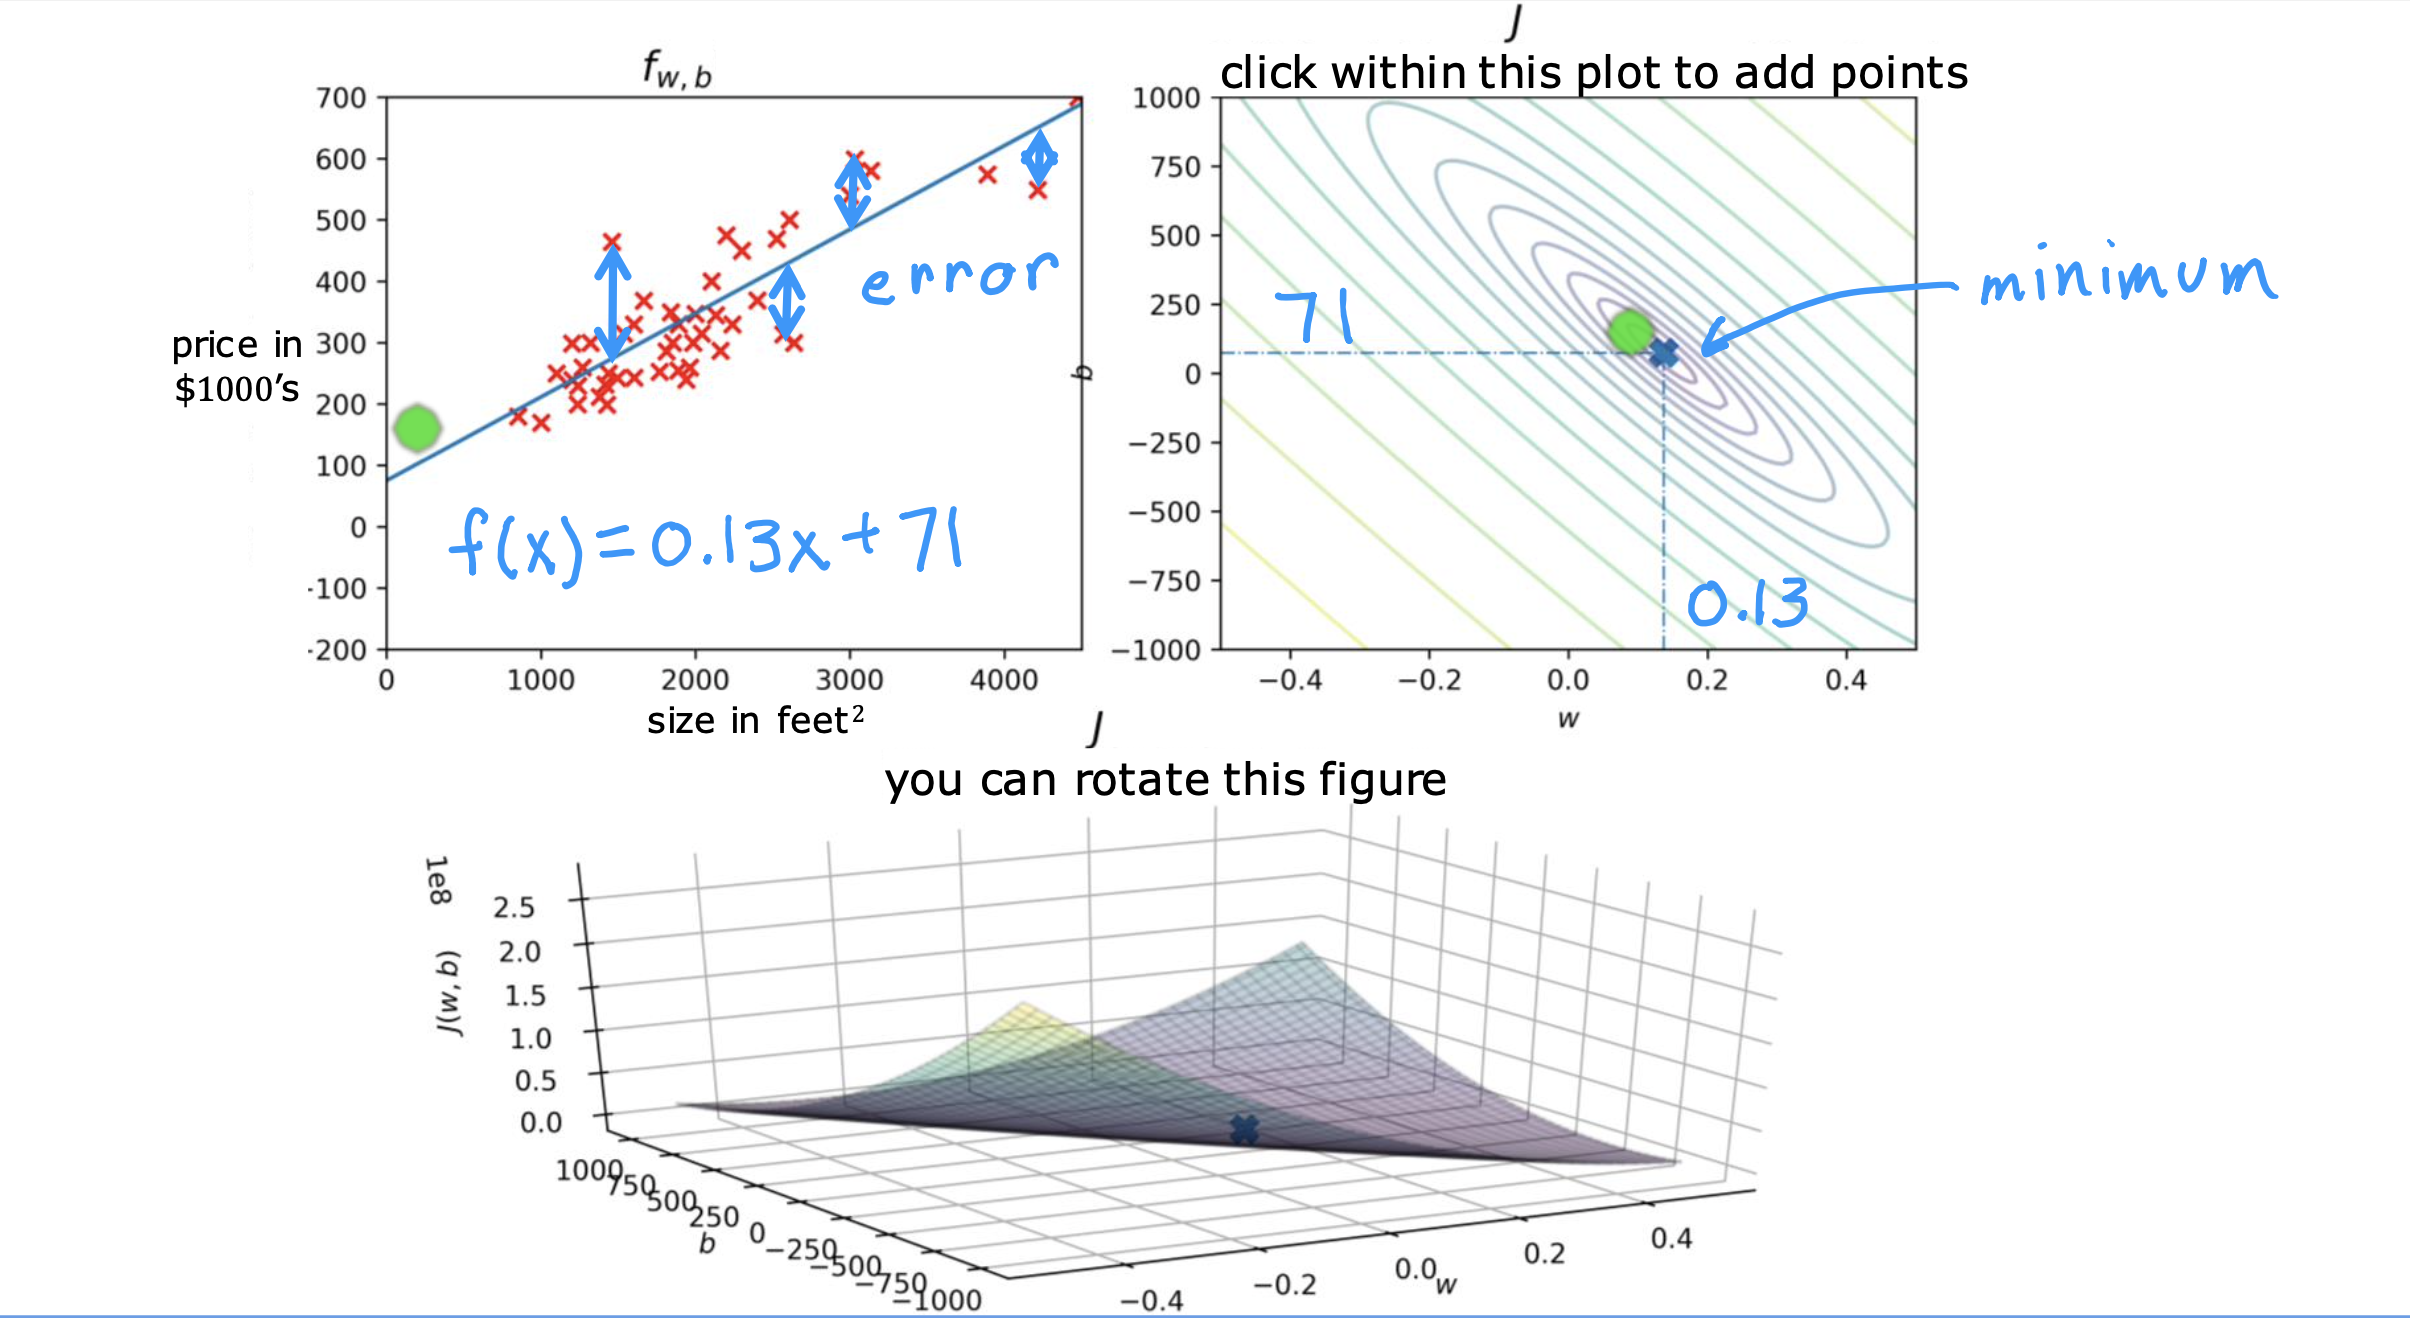 f w, b
700
600
500
400
300
200
100
0
-100
-200
price in
$1000's
error
f(x)=0.13x+71
0 1000 2000 3000 4000
size in feet²
J
click within this plot to add points
1000
750
500
250
0
−250
−500
−750
−1000
b
71
minimum
0.13
−0.4 −0.2 0.0 0.2 0.4
w
J
you can rotate this figure
1e8
J(w, b)
2.5
2.0
1.5
1.0
0.5
0.0
1000
750
500
250
0
−250
−500
−750
−1000
b
−0.4
−0.2
0.0
0.2
0.4
w